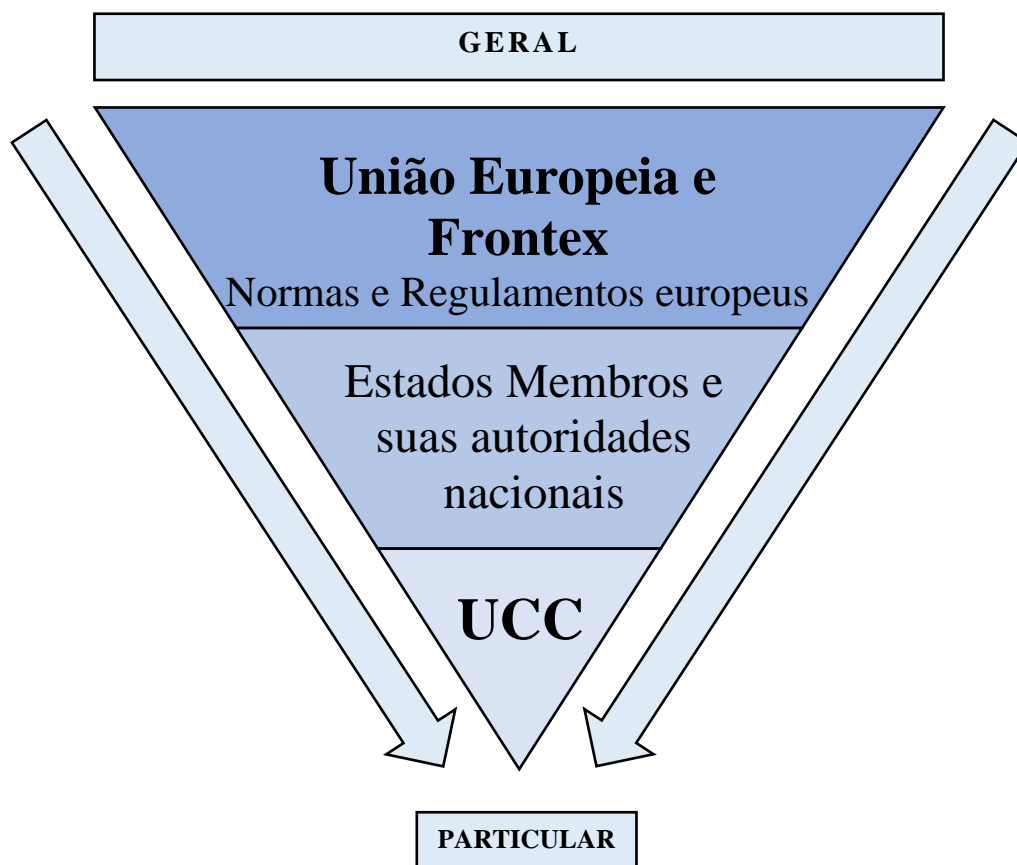 GERAL
União Europeia e
Frontex
Normas e Regulamentos europeus
Estados Membros e
suas autoridades
nacionais
UCC
PARTICULAR